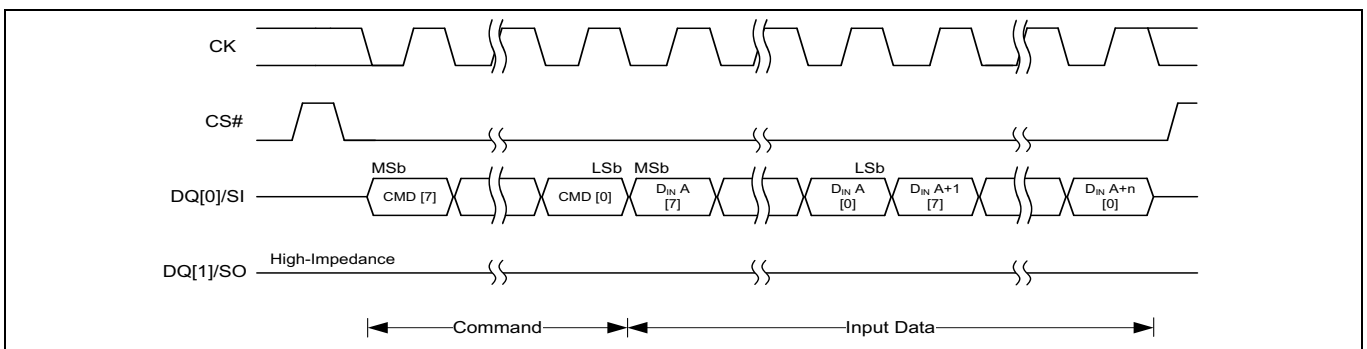 CK
CS#
MSb LSb MSb LSb
DQ[0]/SI CMD [7] CMD [0] DIN A [7] DIN A [0] DIN A+1 [7] DIN A+n [0]
High-Impedance
DQ[1]/SO
Command Input Data